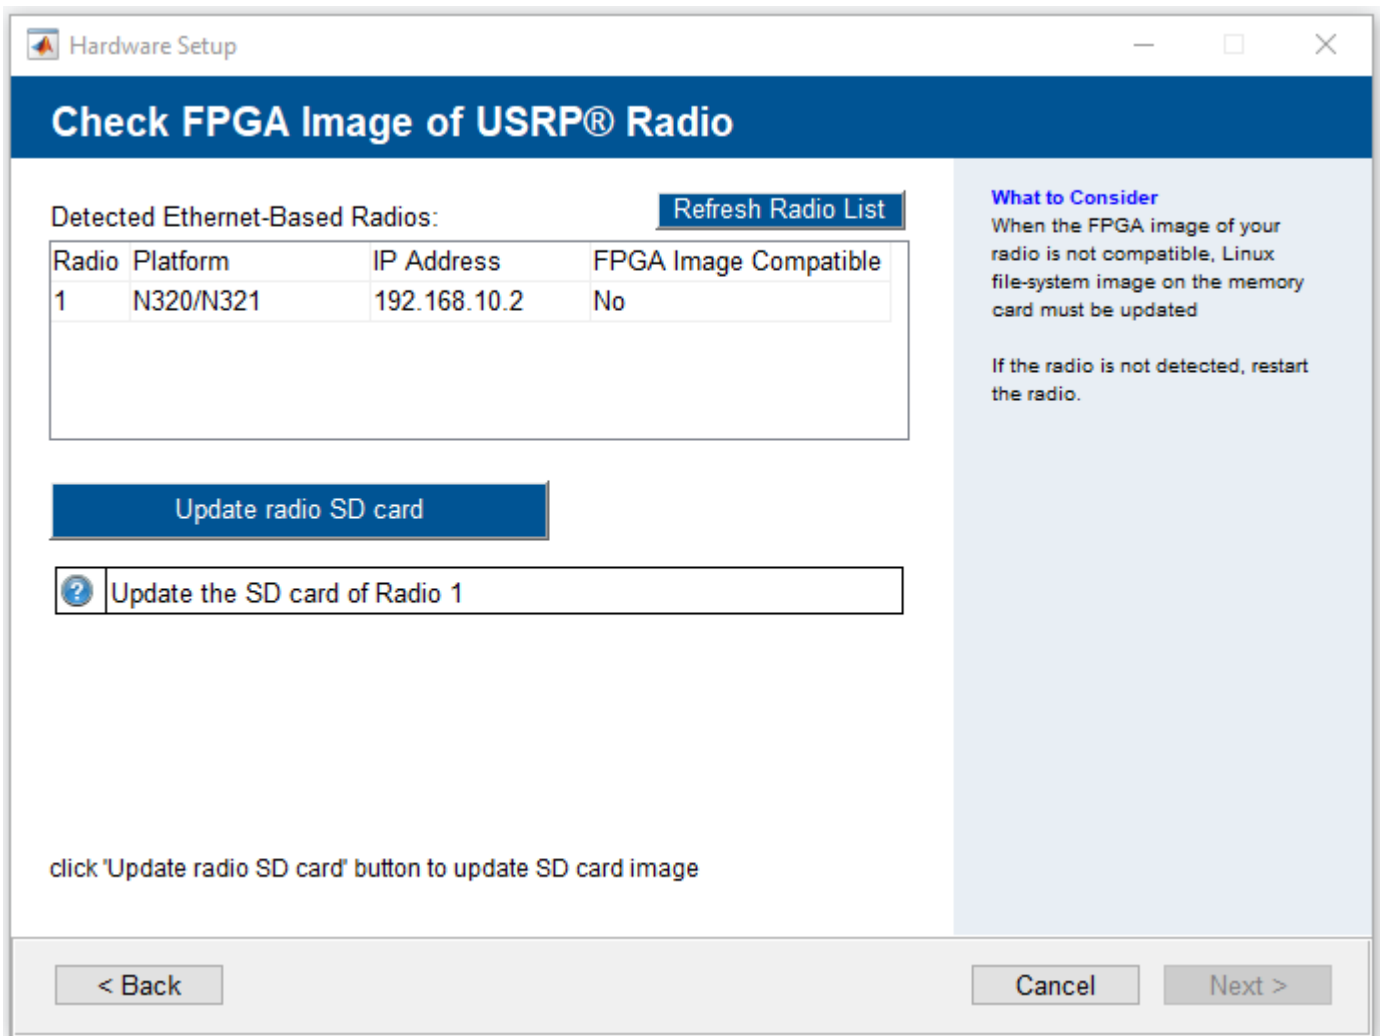 Hardware Setup
Check FPGA Image of USRP® Radio
Detected Ethernet-Based Radios:
Refresh Radio List
Radio Platform IP Address FPGA Image Compatible
1 N320/N321 192.168.10.2 No
Update radio SD card
Update the SD card of Radio 1
click 'Update radio SD card' button to update SD card image
What to Consider
When the FPGA image of your
radio is not compatible, Linux
file-system image on the memory
card must be updated
If the radio is not detected, restart
the radio.
< Back
Cancel
Next >